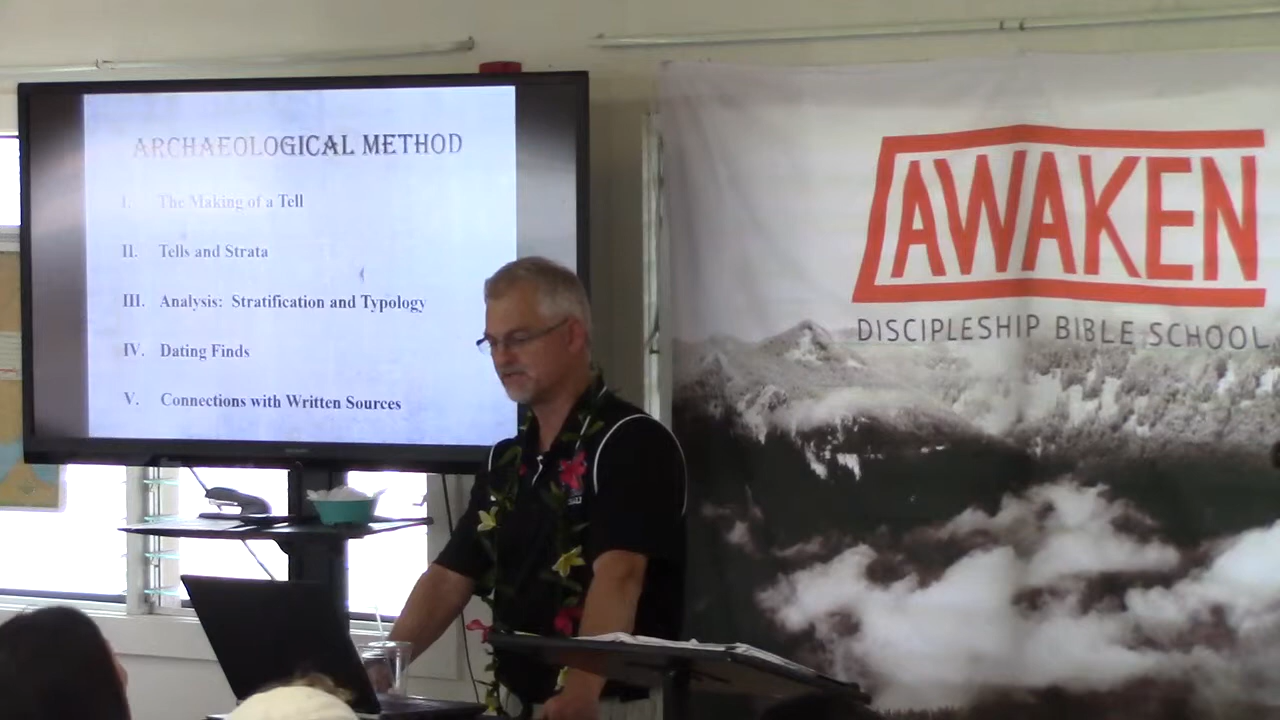 ARCHAEOLOGICAL METHOD
I. The Making of a Tell
II. Tells and Strata
III. Analysis: Stratification and Typology
IV. Dating Finds
V. Connections with Written Sources
AWAKEN
DISCIPLESHIP BIBLE SCHOOL